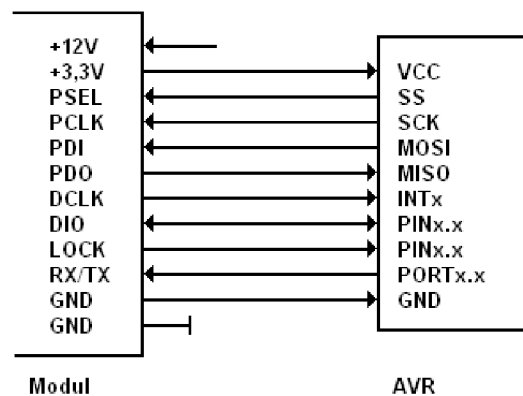 +12V
+3,3V VCC
PSEL SS
PCLK SCK
PDI MOSI
PDO MISO
DCLK INTx
DIO PINx.x
LOCK PINx.x
RX/TX PORTx.x
GND GND
GND
Modul AVR